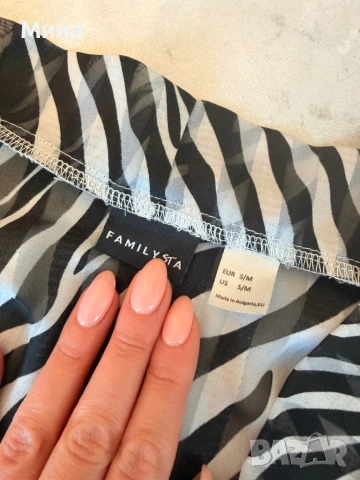 Мина
FAMILYSTA
EUR S/M
US S/M
Made in Bulgaria, EU
BAZAR